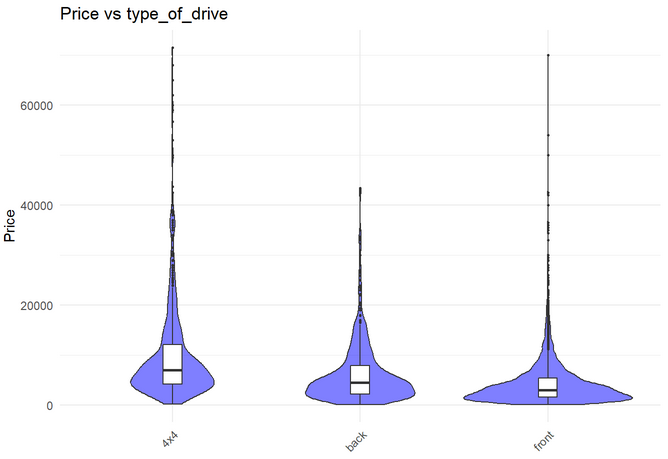 Price vs type_of_drive
Price
60000
40000
20000
0
4x4
back
front